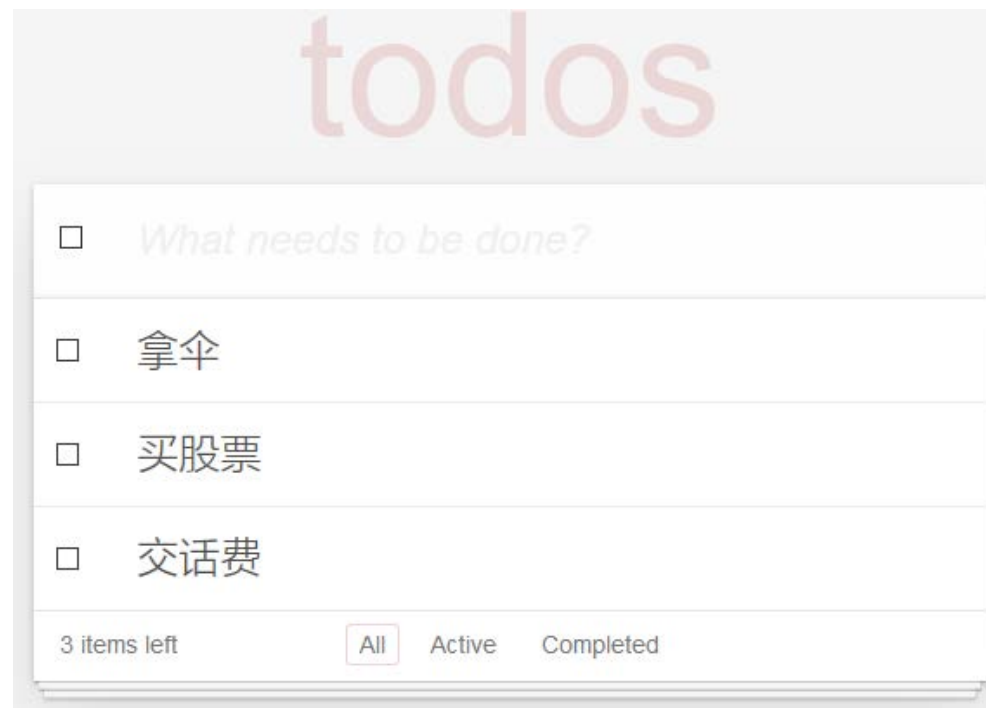 todos
What needs to be done?
拿伞
买股票
交话费
3 items left All Active Completed